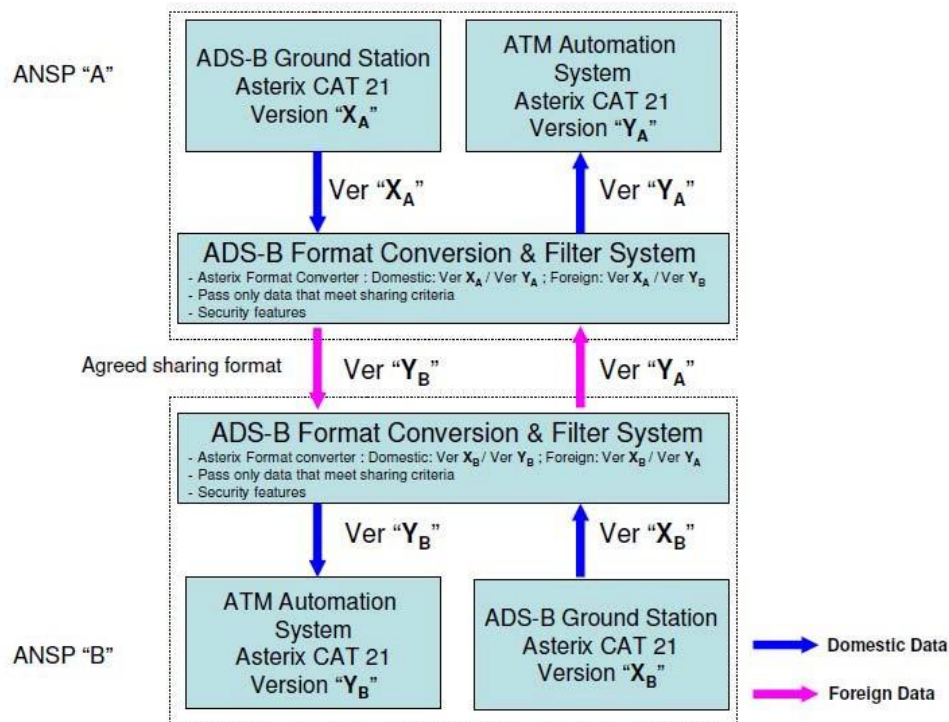 ANSP “A”
ADS-B Ground Station
Asterix CAT 21
Version “XA”
ATM Automation
System
Asterix CAT 21
Version “YA”
Ver “XA”
Ver “YA”
ADS-B Format Conversion & Filter System
- Asterix Format Converter : Domestic: Ver XA / Ver YA ; Foreign: Ver XA / Ver YB
- Pass only data that meet sharing criteria
- Security features
Agreed sharing format
Ver “YB”
Ver “YA”
ADS-B Format Conversion & Filter System
- Asterix Format converter : Domestic: Ver XB / Ver YB ; Foreign: Ver XB / Ver YA
- Pass only data that meet sharing criteria
- Security features
Ver “YB”
Ver “XB”
ANSP “B”
ATM Automation
System
Asterix CAT 21
Version “YB”
ADS-B Ground Station
Asterix CAT 21
Version “XB”
Domestic Data
Foreign Data